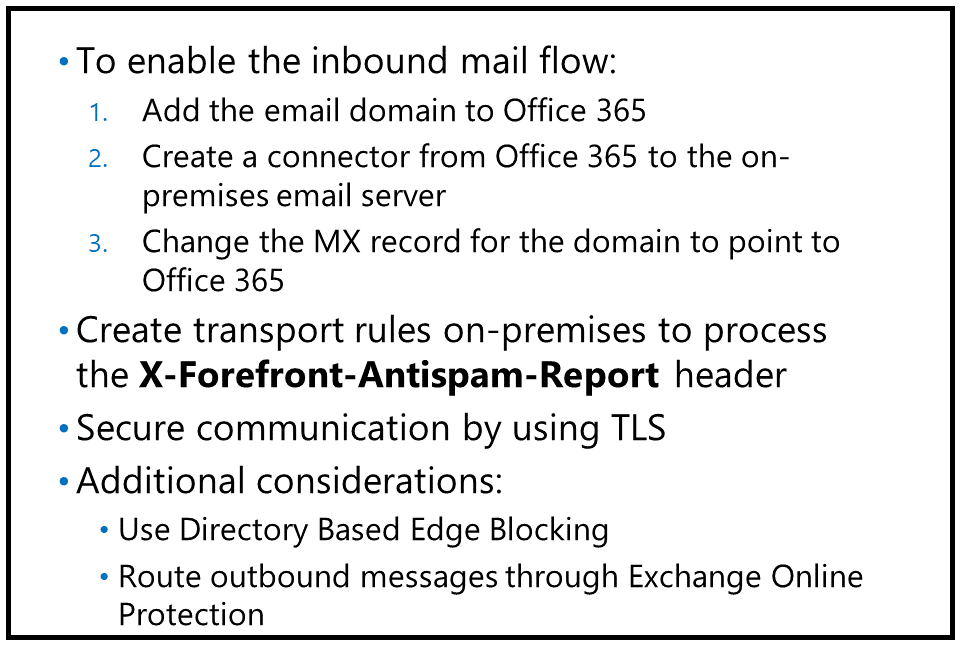 • To enable the inbound mail flow:
1. Add the email domain to Office 365
2. Create a connector from Office 365 to the on-
premises email server
3. Change the MX record for the domain to point to
Office 365
• Create transport rules on-premises to process
the X-Forefront-Antispam-Report header
• Secure communication by using TLS
• Additional considerations:
• Use Directory Based Edge Blocking
• Route outbound messages through Exchange Online
Protection